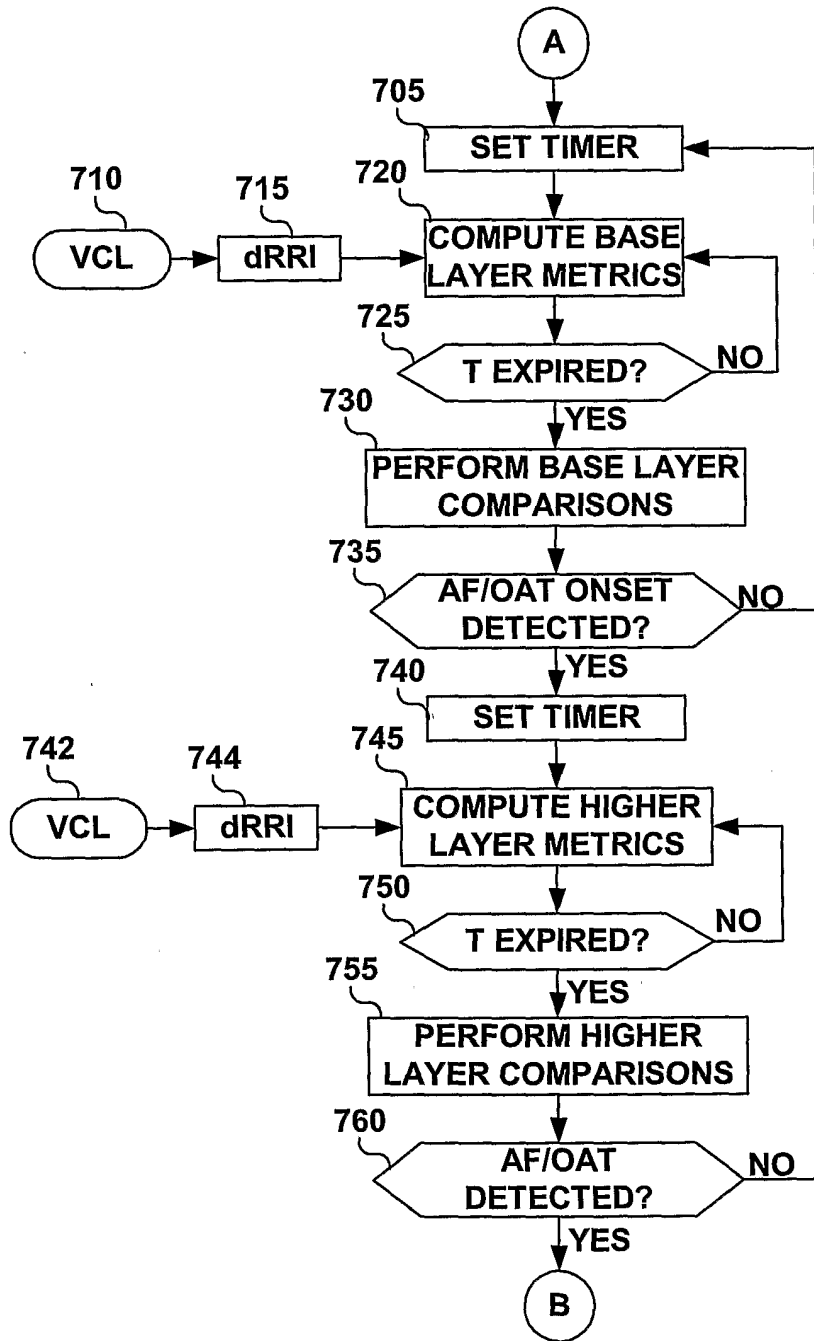 A
705
SET TIMER
710
715
720
VCL
dRRI
COMPUTE BASE
LAYER METRICS
725
T EXPIRED?
NO
YES
730
PERFORM BASE LAYER
COMPARISONS
735
AF/OAT ONSET
DETECTED?
NO
YES
740
SET TIMER
742
744
745
VCL
dRRI
COMPUTE HIGHER
LAYER METRICS
750
T EXPIRED?
NO
YES
755
PERFORM HIGHER
LAYER COMPARISONS
760
AF/OAT
DETECTED?
NO
YES
B